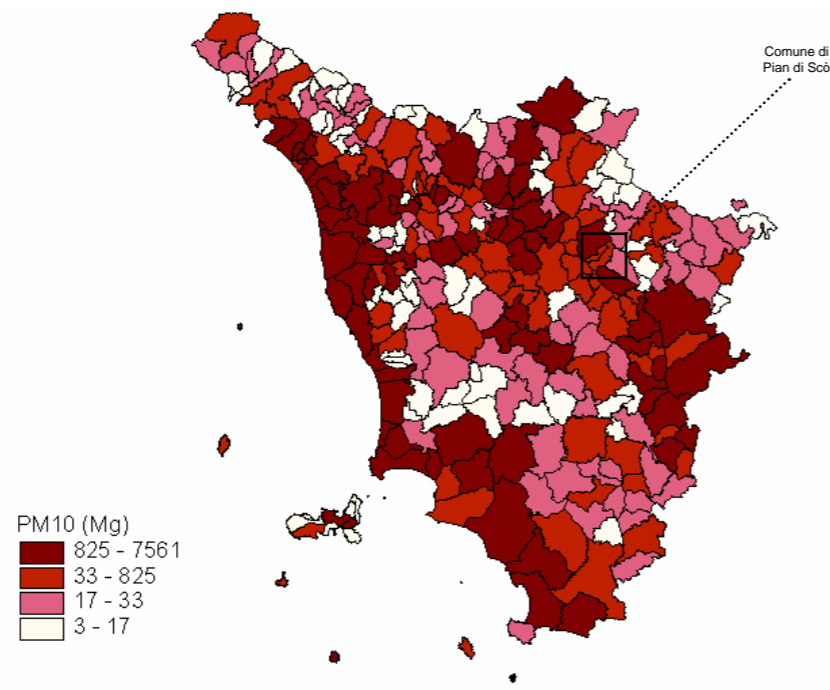 Comune di
Pian di Scò
PM10 (Mg)
825 - 7561
33 - 825
17 - 33
3 - 17